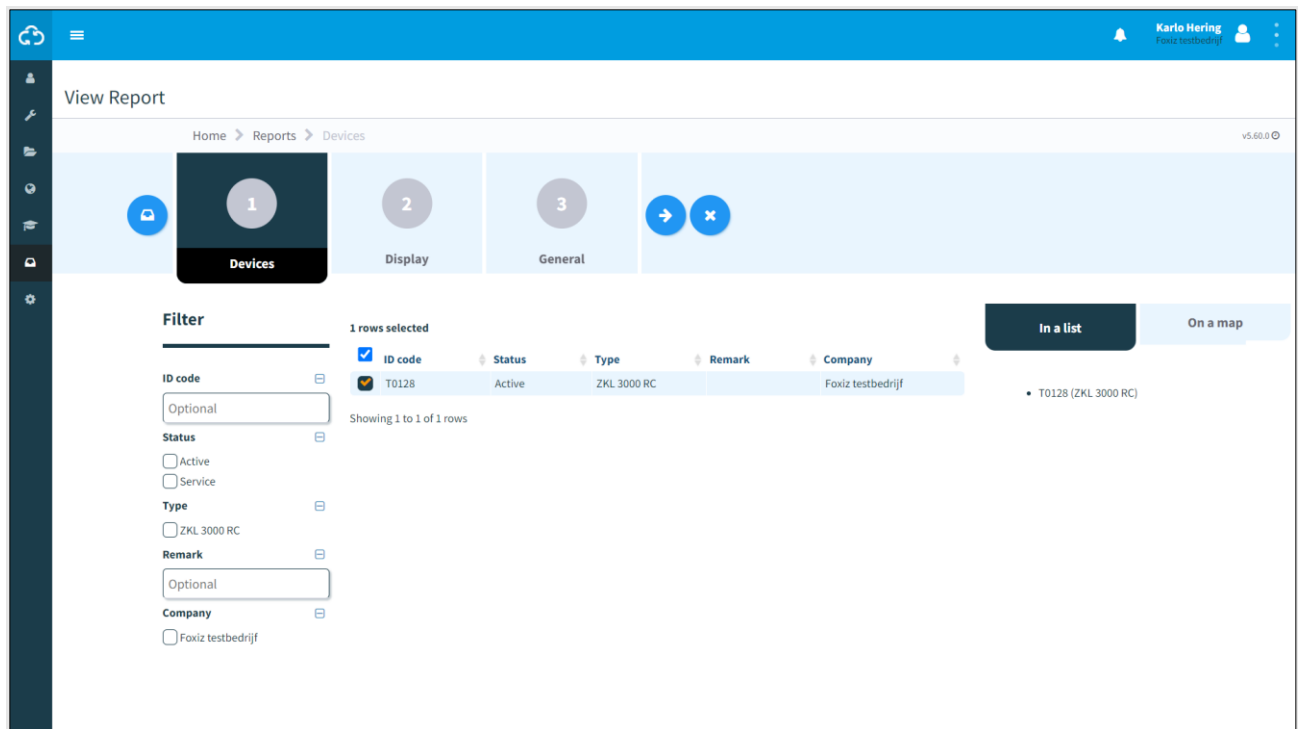 Karlo Hering
Foxiz testbedrijf
View Report
Home Reports Devices
v5.60.0
1
2
3
Devices
Display
General
Filter
ID code
Optional
Status
Active
Service
Type
ZKL 3000 RC
Remark
Optional
Company
Foxiz testbedrijf
1 rows selected
ID code Status Type Remark Company
T0128 Active ZKL 3000 RC Foxiz testbedrijf
Showing 1 to 1 of 1 rows
In a list
On a map
T0128 (ZKL 3000 RC)